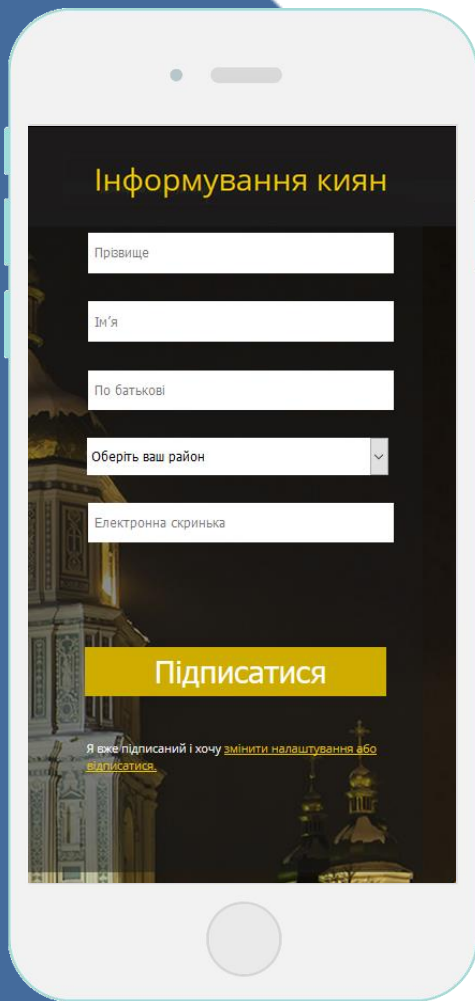 Інформування киян
Прізвище
Ім’я
По батькові
Оберіть ваш район
Електронна скринька
Підписатися
Я вже підписаний і хочу змінити налаштування або
відписатися.